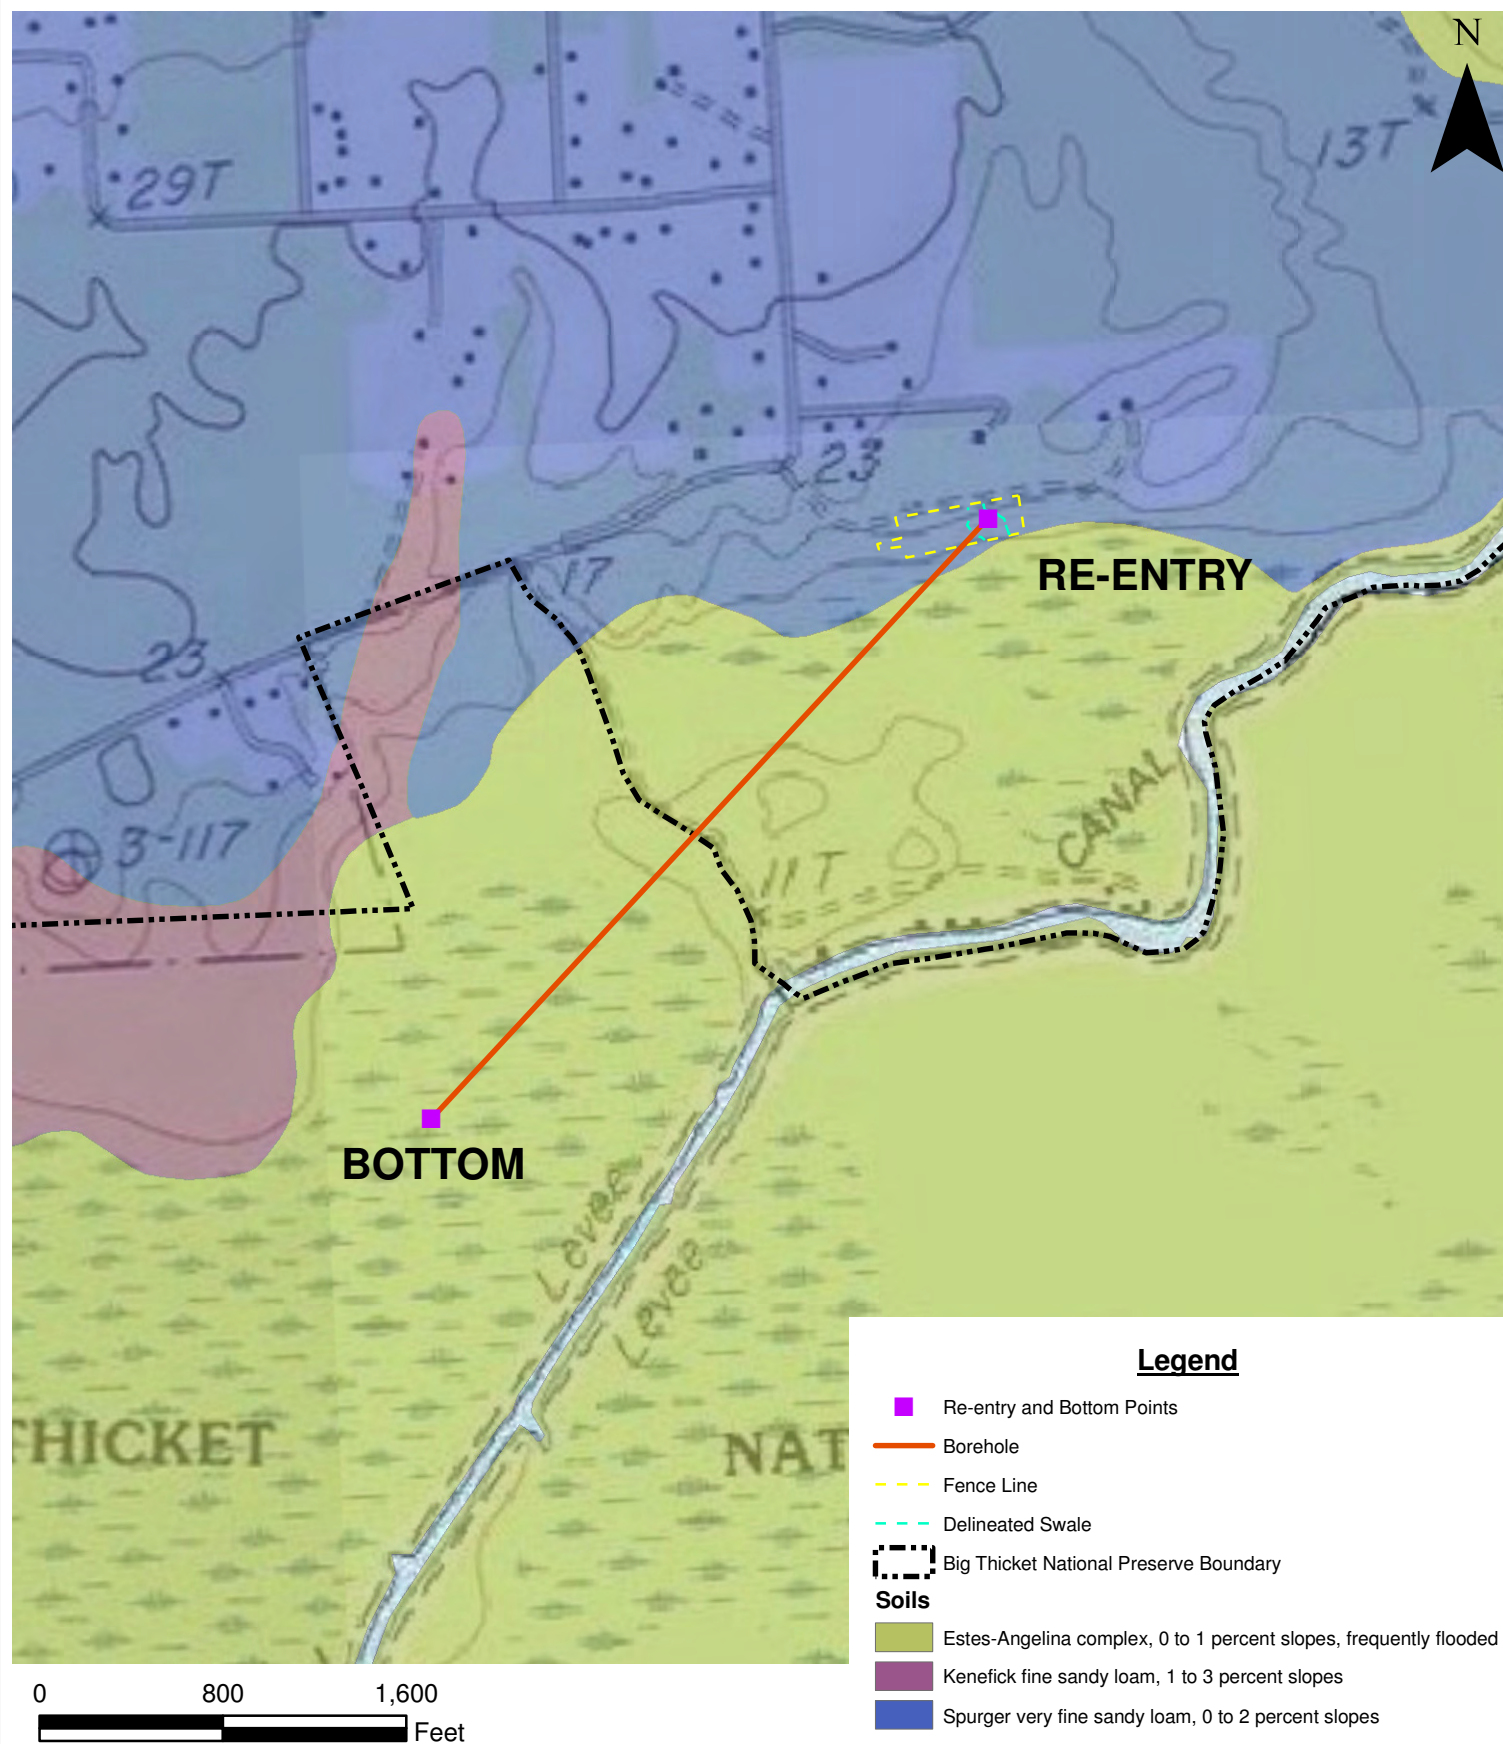 N
13T
29T
23
RE-ENTRY
17
23
CANAL
3-117
11T
BOTTOM
Levee
Levee
THICKET
NAT
Legend
Re-entry and Bottom Points
Borehole
Fence Line
Delineated Swale
Big Thicket National Preserve Boundary
Soils
Estes-Angelina complex, 0 to 1 percent slopes, frequently flooded
Kenefick fine sandy loam, 1 to 3 percent slopes
Spurger very fine sandy loam, 0 to 2 percent slopes
0 800 1,600
Feet